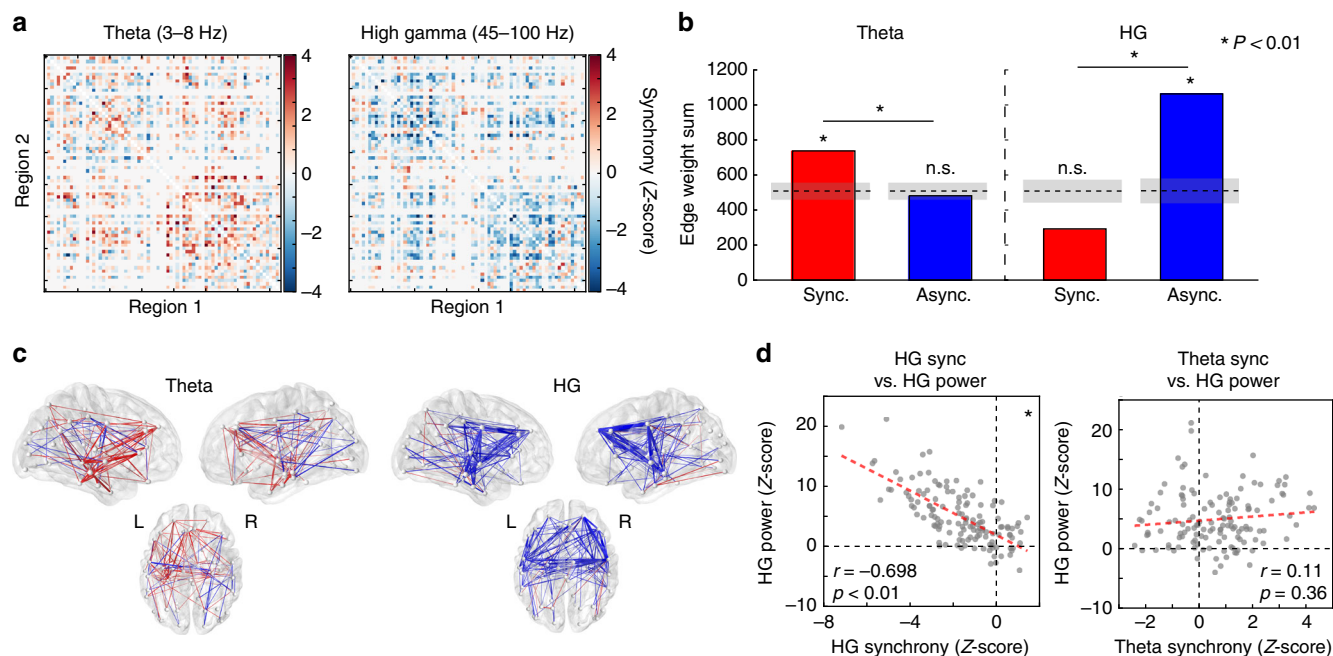 a
Theta (3–8 Hz)
High gamma (45–100 Hz)
4
2
0
−2
−4
4
2
0
−2
−4
Synchrony (Z-score)
Region 2
Region 1
Region 1
b
Theta
HG
* P < 0.01
Edge weight sum
1200
1000
800
600
400
200
0
*
*
n.s.
n.s.
*
*
Sync.
Async.
Sync.
Async.
c
Theta
HG
L
R
L
R
d
HG sync
vs. HG power
Theta sync
vs. HG power
HG power (Z-score)
20
10
0
−10
*
r = −0.698
p < 0.01
−8
−4
0
HG synchrony (Z-score)
HG power (Z-score)
20
10
0
−10
r = 0.11
p = 0.36
−2
0
2
4
Theta synchrony (Z-score)